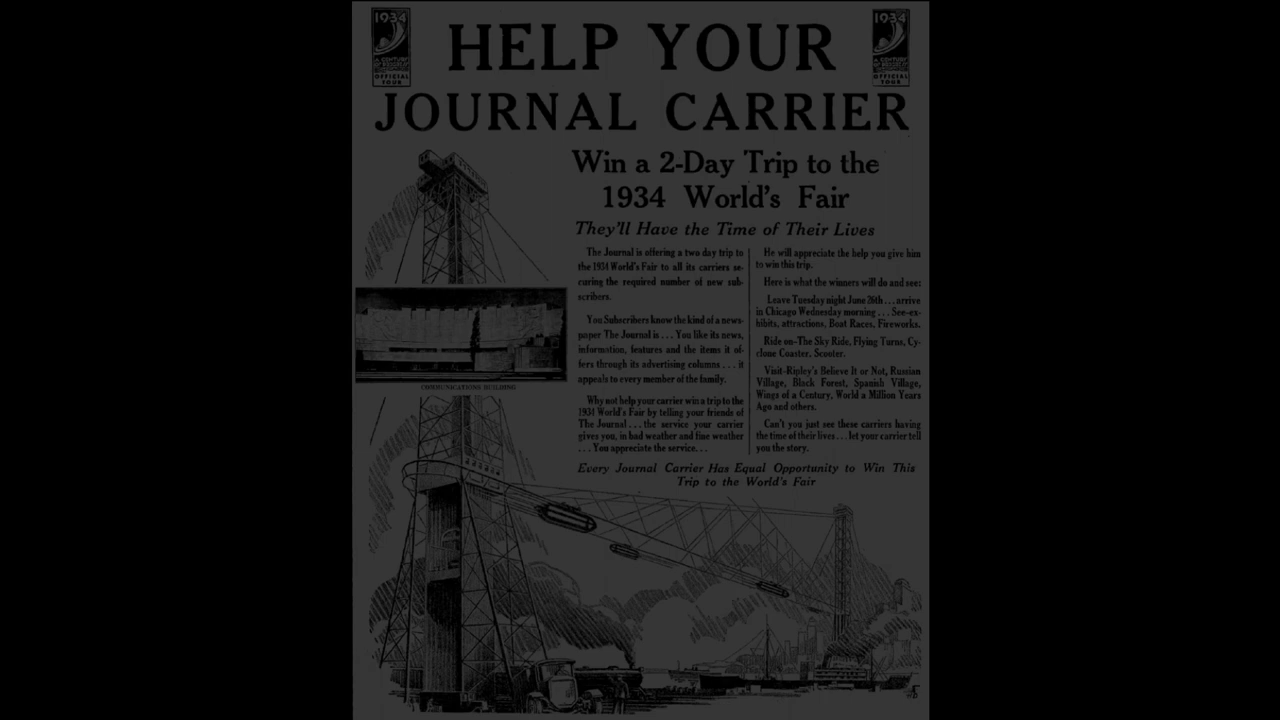 1934
A CENTURY
OF PROGRESS
OFFICIAL
TOUR
HELP YOUR
1934
A CENTURY
OF PROGRESS
OFFICIAL
TOUR
JOURNAL CARRIER
Win a 2-Day Trip to the
1934 World's Fair
They'll Have the Time of Their Lives
The Journal is offering a two day trip to
the 1934 World's Fair to all its carriers se-
curing the required number of new sub-
scribers.
You Subscribers know the kind of a news-
paper The Journal is . . . You like its news,
information, features and the items it of-
fers through its advertising columns . . . it
appeals to every member of the family.
Why not help your carrier win a trip to the
1934 World's Fair by telling your friends of
The Journal . . . the service your carrier
gives you, in bad weather and fine weather
. . . You appreciate the service . . .
He will appreciate the help you give him
to win this trip.
Here is what the winners will do and see:
Leave Tuesday night June 26th . . . arrive
in Chicago Wednesday morning . . . See-ex-
hibits, attractions, Boat Races, Fireworks.
Ride on-The Sky Ride, Flying Turns, Cy-
clone Coaster, Scooter.
Visit-Ripley's Believe It or Not, Russian
Village, Black Forest, Spanish Village,
Wings of a Century, World a Million Years
Ago and others.
Can't you just see these carriers having
the time of their lives . . . let your carrier tell
you the story.
COMMUNICATIONS BUILDING
Every Journal Carrier Has Equal Opportunity to Win This
Trip to the World's Fair